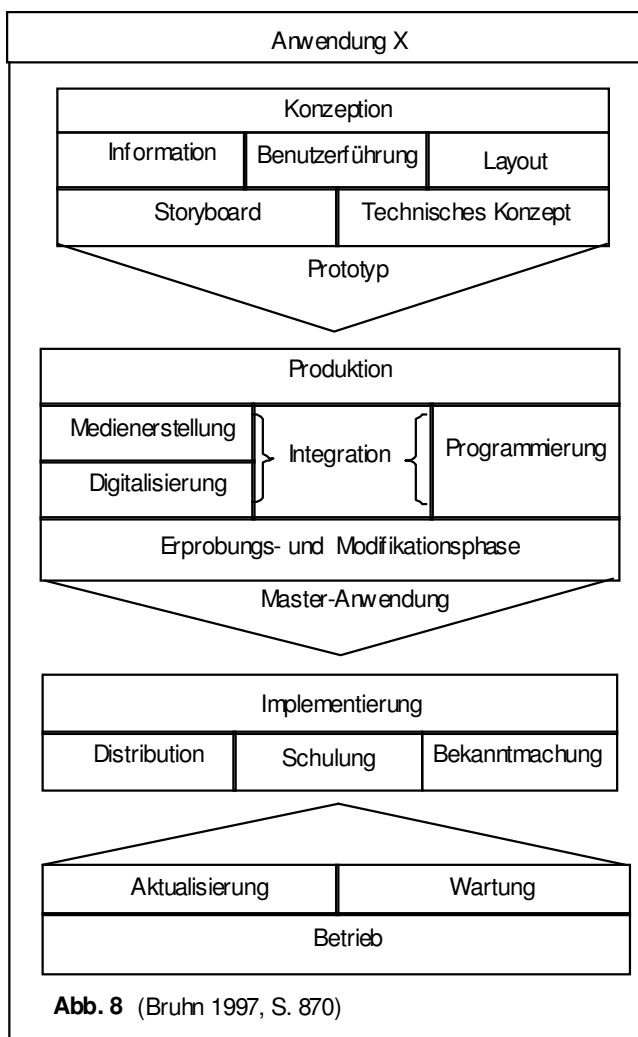 Anwendung X
Konzeption
Information Benutzerführung Layout
Storyboard Technisches Konzept
Prototyp
Produktion
Medienerstellung
Integration Programmierung
Digitalisierung
Erprobungs- und Modifikationsphase
Master-Anwendung
Implementierung
Distribution Schulung Bekanntmachung
Aktualisierung Wartung
Betrieb
Abb. 8 (Bruhn 1997, S. 870)